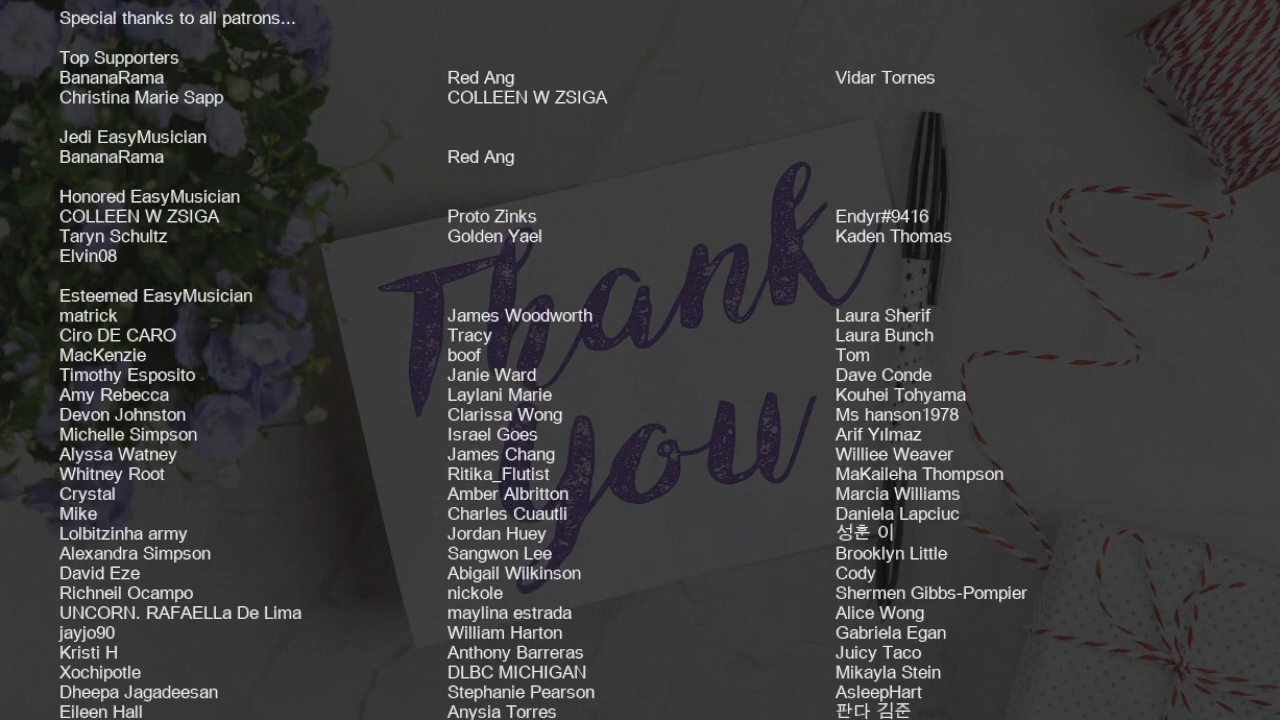 Special thanks to all patrons...
Top Supporters
BananaRama Red Ang Vidar Tornes
Christina Marie Sapp COLLEEN W ZSIGA
Jedi EasyMusician
BananaRama Red Ang
Honored EasyMusician
COLLEEN W ZSIGA Proto Zinks Endyr#9416
Taryn Schultz Golden Yael Kaden Thomas
Elvin08
Esteemed EasyMusician
matrick James Woodworth Laura Sherif
Ciro DE CARO Tracy Laura Bunch
MacKenzie boof Tom
Timothy Esposito Janie Ward Dave Conde
Amy Rebecca Laylani Marie Kouhei Tohyama
Devon Johnston Clarissa Wong Ms hanson1978
Michelle Simpson Israel Goes Arif Yılmaz
Alyssa Watney James Chang Williee Weaver
Whitney Root Ritika_Flutist MaKaileha Thompson
Crystal Amber Albritton Marcia Williams
Mike Charles Cuautli Daniela Lapciuc
Lolbitzinha army Jordan Huey 성훈 이
Alexandra Simpson Sangwon Lee Brooklyn Little
David Eze Abigail Wilkinson Cody
Richneil Ocampo nickole Shermen Gibbs-Pompier
UNCORN. RAFAELLa De Lima maylina estrada Alice Wong
jayjo90 William Harton Gabriela Egan
Kristi H Anthony Barreras Juicy Taco
Xochipotle DLBC MICHIGAN Mikayla Stein
Dheepa Jagadeesan Stephanie Pearson AsleepHart
Eileen Hall Anysia Torres 판다 김준
Thank
you